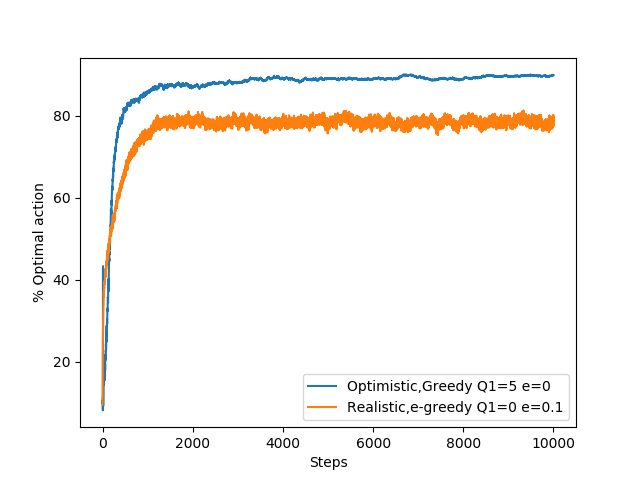 80
60
40
20
% Optimal action
Optimistic,Greedy Q1=5 e=0
Realistic,e-greedy Q1=0 e=0.1
0 2000 4000 6000 8000 10000
Steps